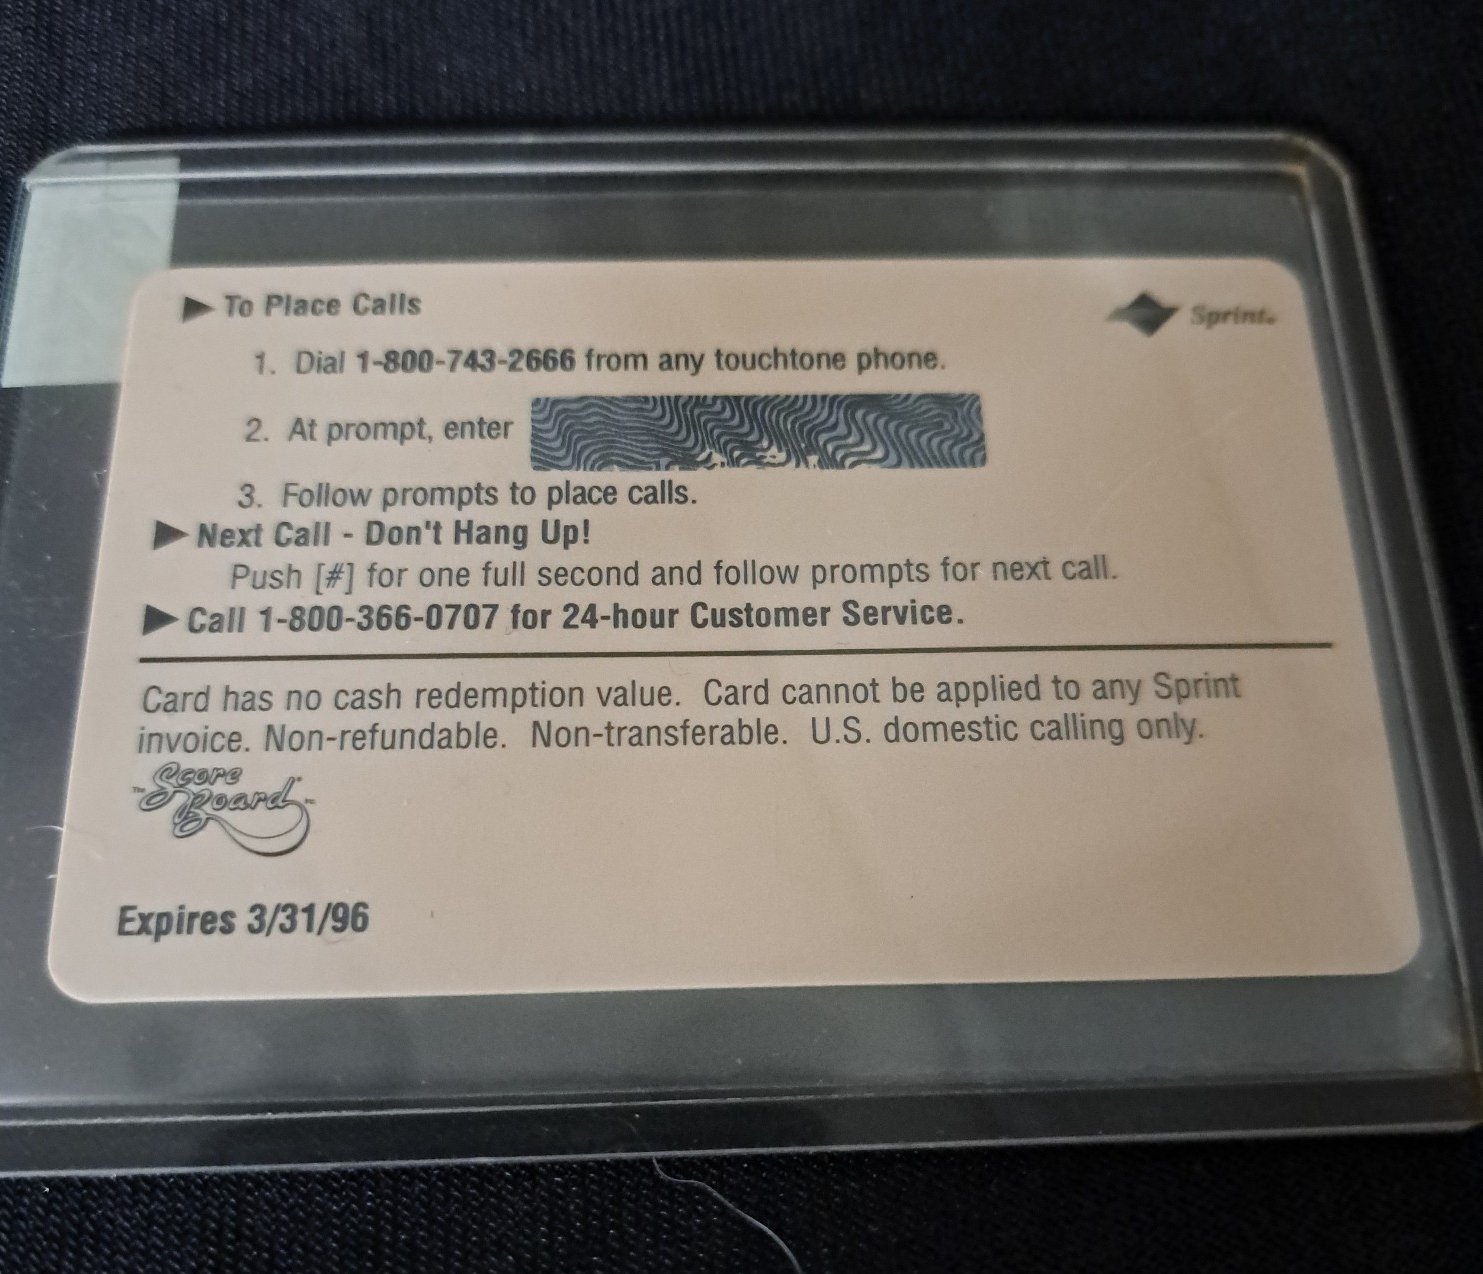 To Place Calls
Sprint.
1. Dial 1-800-743-2666 from any touchtone phone.
2. At prompt, enter
3. Follow prompts to place calls.
Next Call - Don't Hang Up!
Push [#] for one full second and follow prompts for next call.
Call 1-800-366-0707 for 24-hour Customer Service.
Card has no cash redemption value. Card cannot be applied to any Sprint
invoice. Non-refundable. Non-transferable. U.S. domestic calling only.
Score
Board
Expires 3/31/96